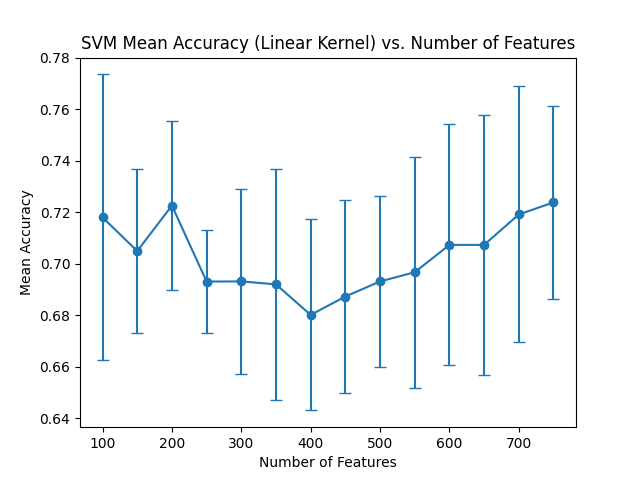 SVM Mean Accuracy (Linear Kernel) vs. Number of Features
0.78
0.76
0.74
0.72
0.70
0.68
0.66
0.64
Mean Accuracy
100 200 300 400 500 600 700
Number of Features